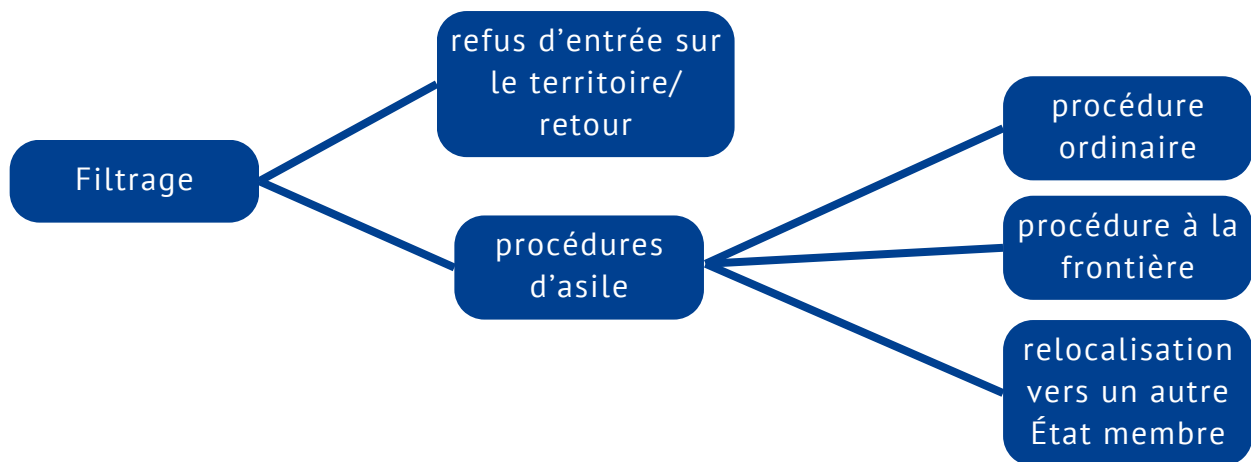 Filtrage
refus d’entrée sur
le territoire/
retour
procédures
d’asile
procédure
ordinaire
procédure à la
frontière
relocalisation
vers un autre
État membre